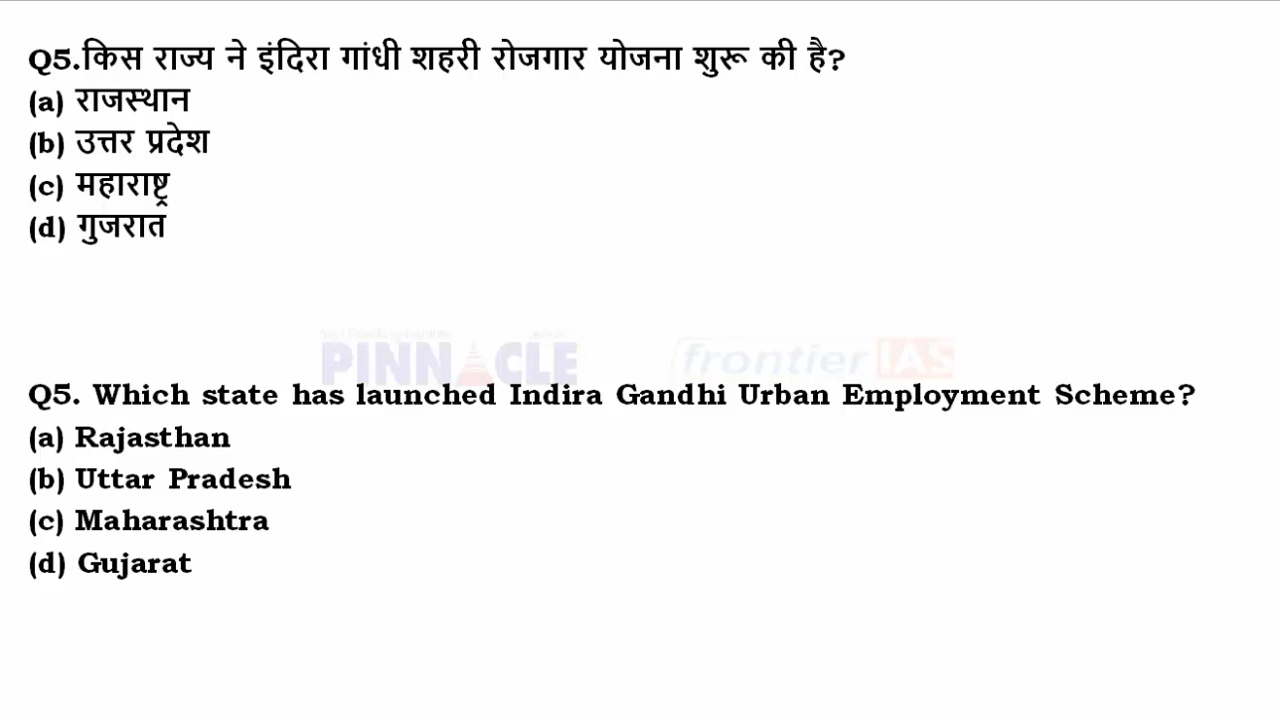 Q5.किस राज्य ने इंदिरा गांधी शहरी रोजगार योजना शुरू की है?
(a) राजस्थान
(b) उत्तर प्रदेश
(c) महाराष्ट्र
(d) गुजरात
PINNACLE frontier IAS
Q5. Which state has launched Indira Gandhi Urban Employment Scheme?
(a) Rajasthan
(b) Uttar Pradesh
(c) Maharashtra
(d) Gujarat